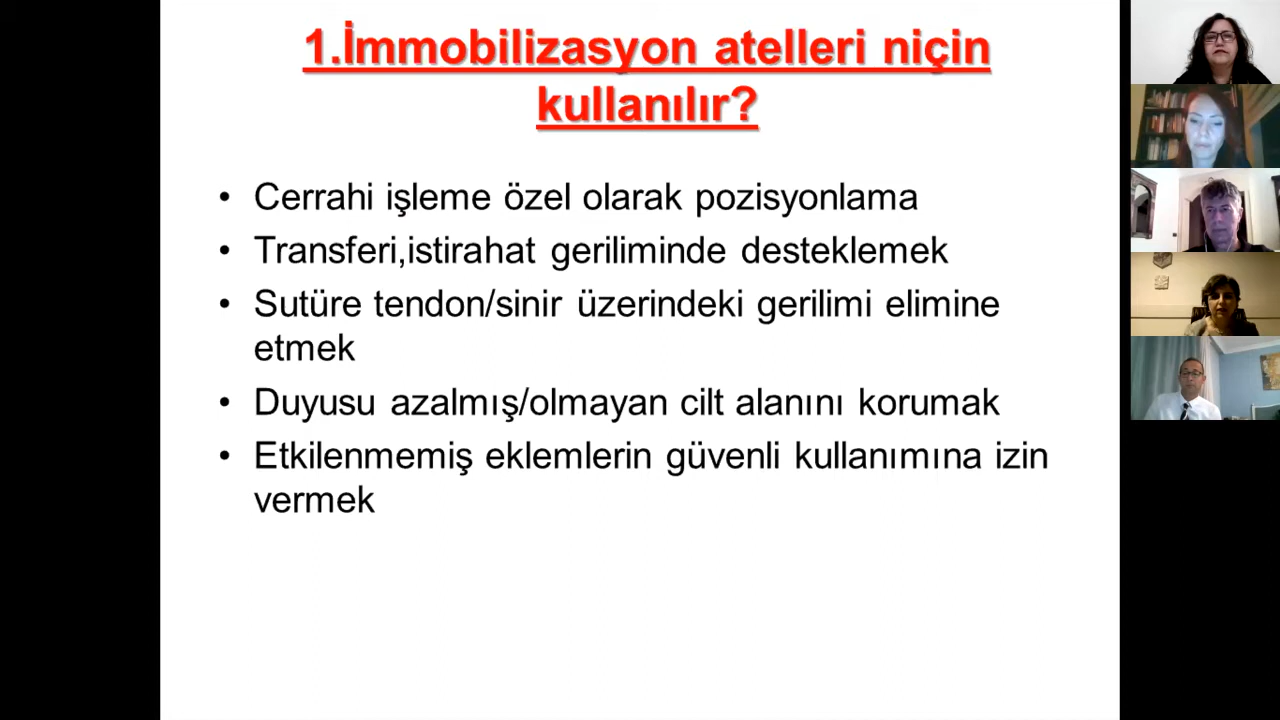 1.İmmobilizasyon atelleri niçin
kullanılır?
• Cerrahi işleme özel olarak pozisyonlama
• Transferi,istirahat geriliminde desteklemek
• Sutüre tendon/sinir üzerindeki gerilimi elimine
etmek
• Duyusu azalmış/olmayan cilt alanını korumak
• Etkilenmemiş eklemlerin güvenli kullanımına izin
vermek